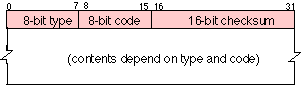 0 7 8 15 16 31
8-bit type 8-bit code 16-bit checksum
(contents depend on type and code)